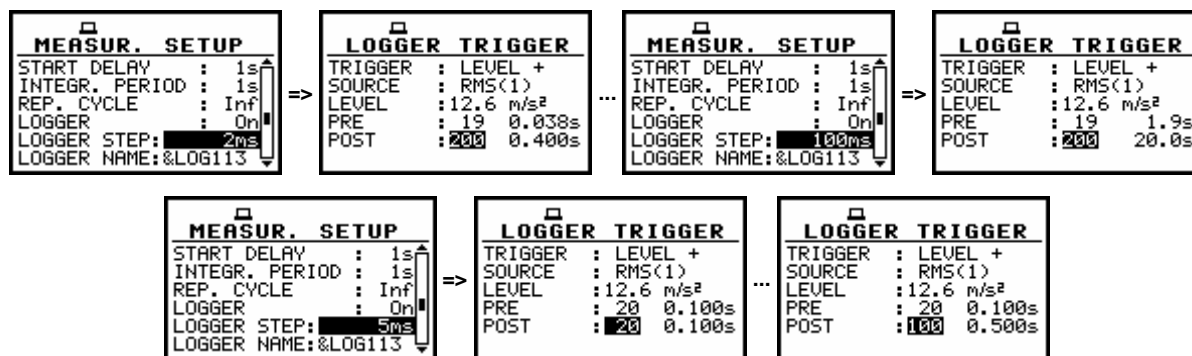 MEASUR. SETUP
START DELAY : 1s
INTEGR. PERIOD : 1s
REP. CYCLE : Inf
LOGGER : On
LOGGER STEP: 2ms
LOGGER NAME:&LOG113
=>
LOGGER TRIGGER
TRIGGER : LEVEL +
SOURCE : RMS(1)
LEVEL :12.6 m/s²
PRE : 19 0.038s
POST :200 0.400s
...
MEASUR. SETUP
START DELAY : 1s
INTEGR. PERIOD : 1s
REP. CYCLE : Inf
LOGGER : On
LOGGER STEP: 100ms
LOGGER NAME:&LOG113
=>
LOGGER TRIGGER
TRIGGER : LEVEL +
SOURCE : RMS(1)
LEVEL :12.6 m/s²
PRE : 19 1.9s
POST :200 20.0s
MEASUR. SETUP
START DELAY : 1s
INTEGR. PERIOD : 1s
REP. CYCLE : Inf
LOGGER : On
LOGGER STEP: 5ms
LOGGER NAME:&LOG113
=>
LOGGER TRIGGER
TRIGGER : LEVEL +
SOURCE : RMS(1)
LEVEL :12.6 m/s²
PRE : 20 0.100s
POST : 20 0.100s
...
LOGGER TRIGGER
TRIGGER : LEVEL +
SOURCE : RMS(1)
LEVEL :12.6 m/s²
PRE : 20 0.100s
POST :100 0.500s